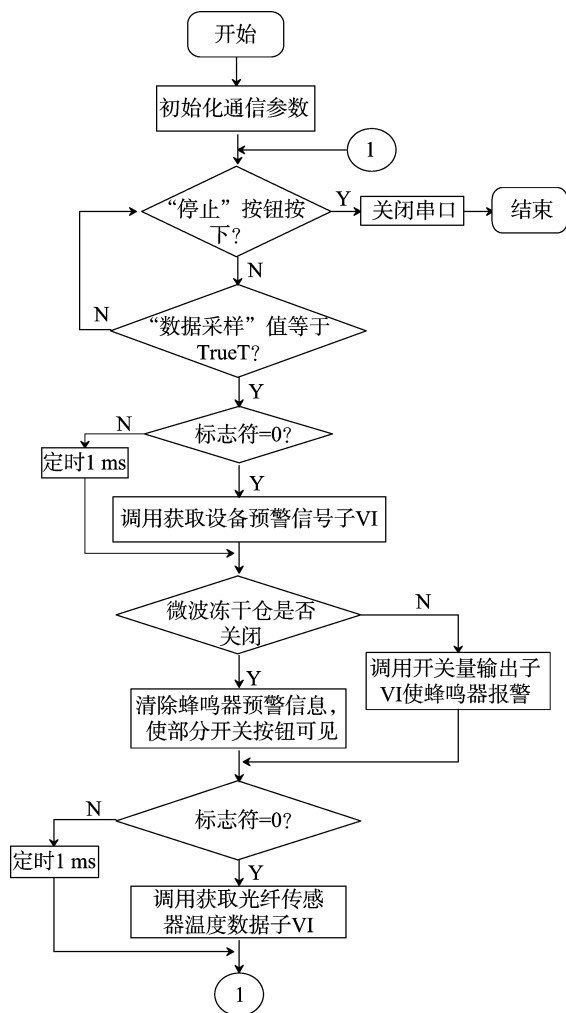 开始
初始化通信参数
1
“停止”按钮按
下？
Y
关闭串口
结束
N
N
“数据采样”值等于
TrueT？
Y
N
标志符=0？
定时1 ms
Y
调用获取设备预警信号子VI
微波冻干仓是否
关闭
N
Y
调用开关量输出子
VI使蜂鸣器报警
清除蜂鸣器预警信息，
使部分开关按钮可见
N
标志符=0？
定时1 ms
Y
调用获取光纤传感
器温度数据子VI
1